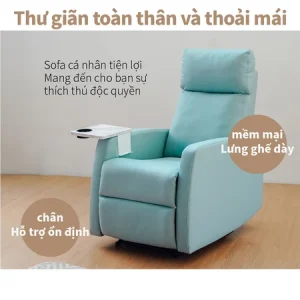 Thư giãn toàn thân và thoải mái
Sofa cá nhân tiện lợi
Mang đến cho bạn sự
thích thú độc quyền
mềm mại
Lưng ghế dày
chân
Hỗ trợ ổn định